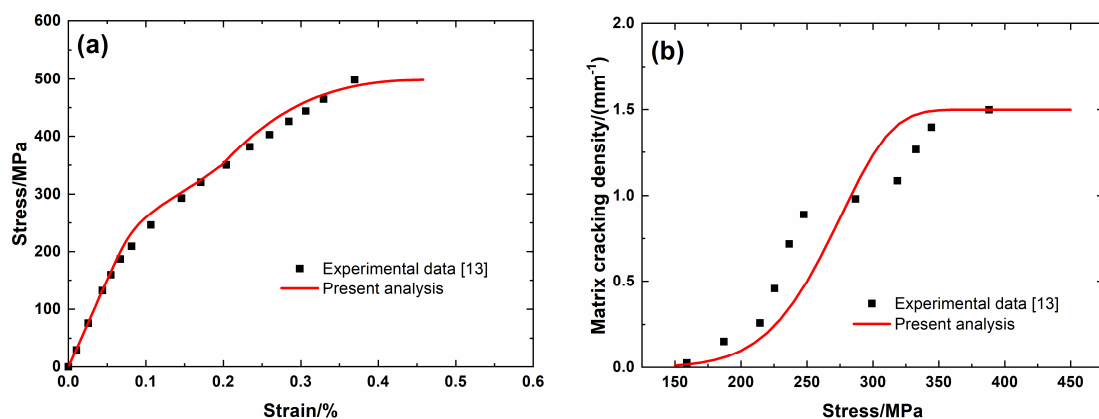 (a)
Stress/MPa
600
500
400
300
200
100
0
Experimental data [13]
Present analysis
0.0 0.1 0.2 0.3 0.4 0.5 0.6
Strain/%
(b)
Matrix cracking density/(mm⁻¹)
2.0
1.5
1.0
0.5
0.0
Experimental data [13]
Present analysis
150 200 250 300 350 400 450
Stress/MPa